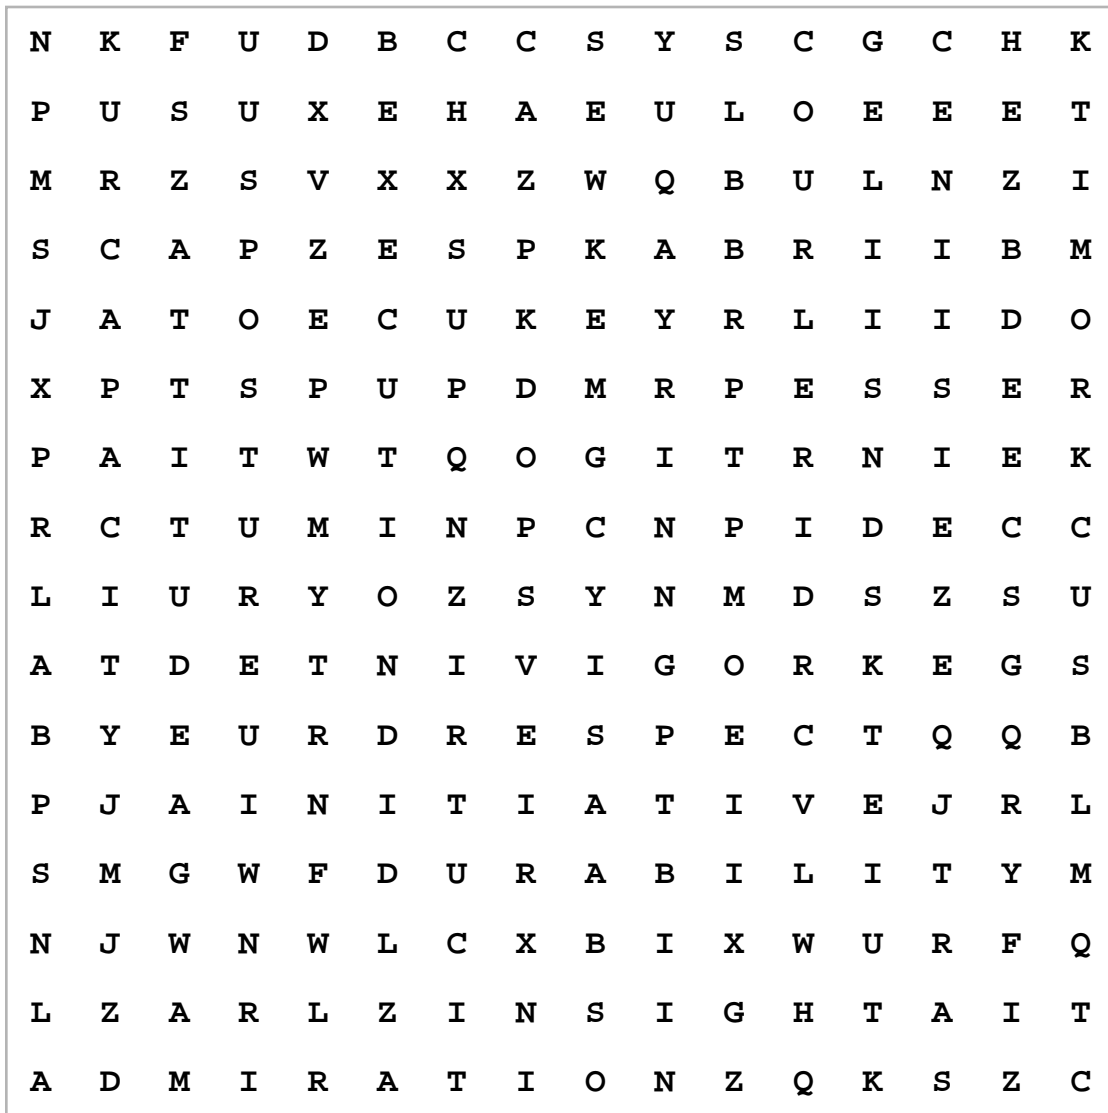 N K F U D B C C S Y S C G C H K
P U S U X E H A E U L O E E E T
M R Z S V X X Z W Q B U L N Z I
S C A P Z E S P K A B R I I B M
J A T O E C U K E Y R L I I D O
X P T S P U P D M R P E S S E R
P A I T W T Q O G I T R N I E K
R C T U M I N P C N P I D E C C
L I U R Y O Z S Y N M D S Z S U
A T D E T N I V I G O R K E G S
B Y E U R D R E S P E C T Q Q B
P J A I N I T I A T I V E J R L
S M G W F D U R A B I L I T Y M
N J W N W L C X B I X W U R F Q
L Z A R L Z I N S I G H T A I T
A D M I R A T I O N Z Q K S Z C